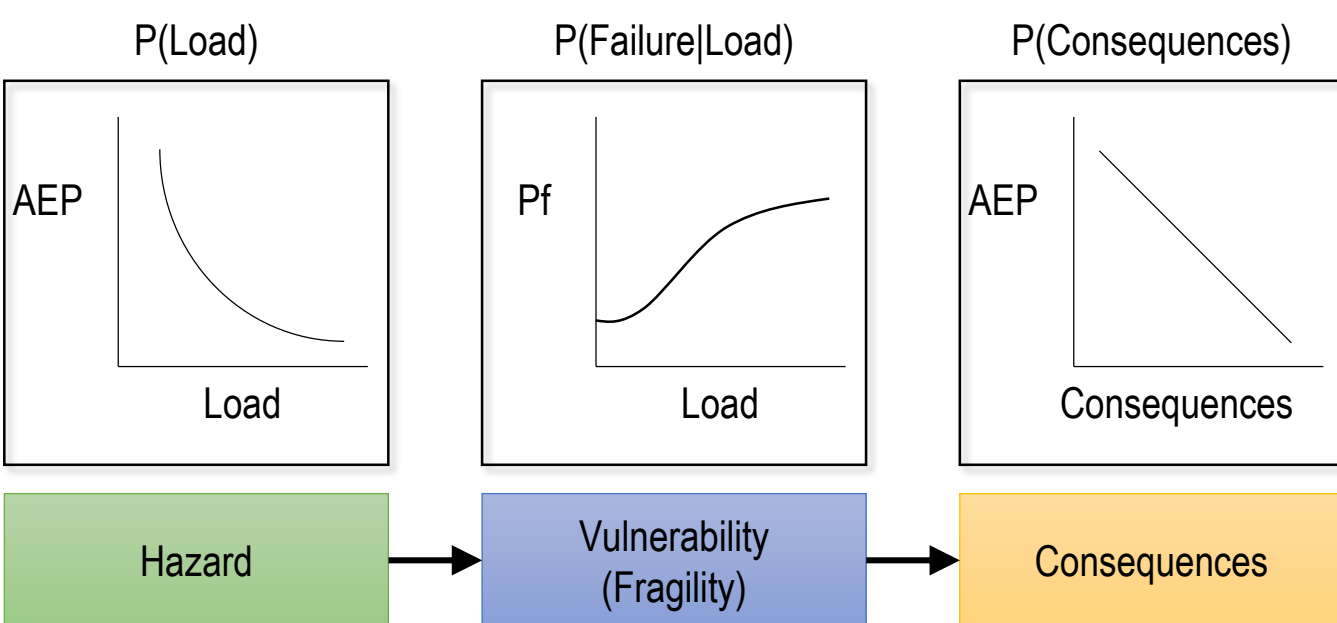 P(Load)
P(Failure|Load)
P(Consequences)
AEP
Load
Pf
Load
AEP
Consequences
Hazard
Vulnerability
(Fragility)
Consequences